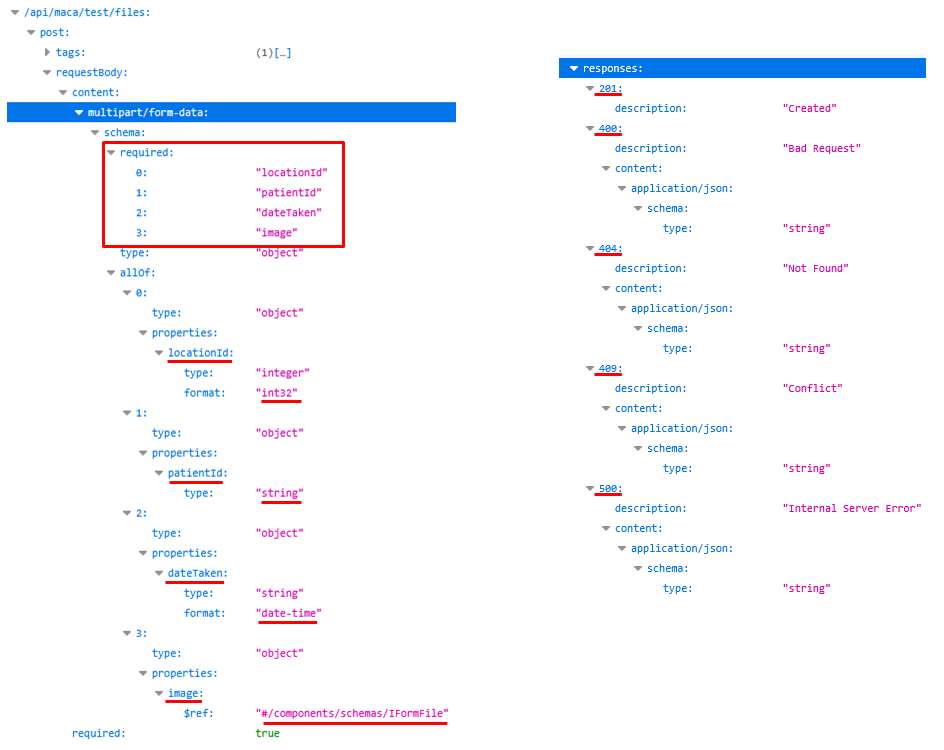 /api/maca/test/files:
post:
tags: (1)[…]
requestBody:
content:
multipart/form-data:
schema:
required:
0: "locationId"
1: "patientId"
2: "dateTaken"
3: "image"
type: "object"
allOf:
0:
type: "object"
properties:
locationId:
type: "integer"
format: "int32"
1:
type: "object"
properties:
patientId:
type: "string"
2:
type: "object"
properties:
dateTaken:
type: "string"
format: "date-time"
3:
type: "object"
properties:
image:
$ref: "#/components/schemas/IFormFile"
required: true
responses:
201:
description: "Created"
400:
description: "Bad Request"
content:
application/json:
schema:
type: "string"
404:
description: "Not Found"
content:
application/json:
schema:
type: "string"
409:
description: "Conflict"
content:
application/json:
schema:
type: "string"
500:
description: "Internal Server Error"
content:
application/json:
schema:
type: "string"